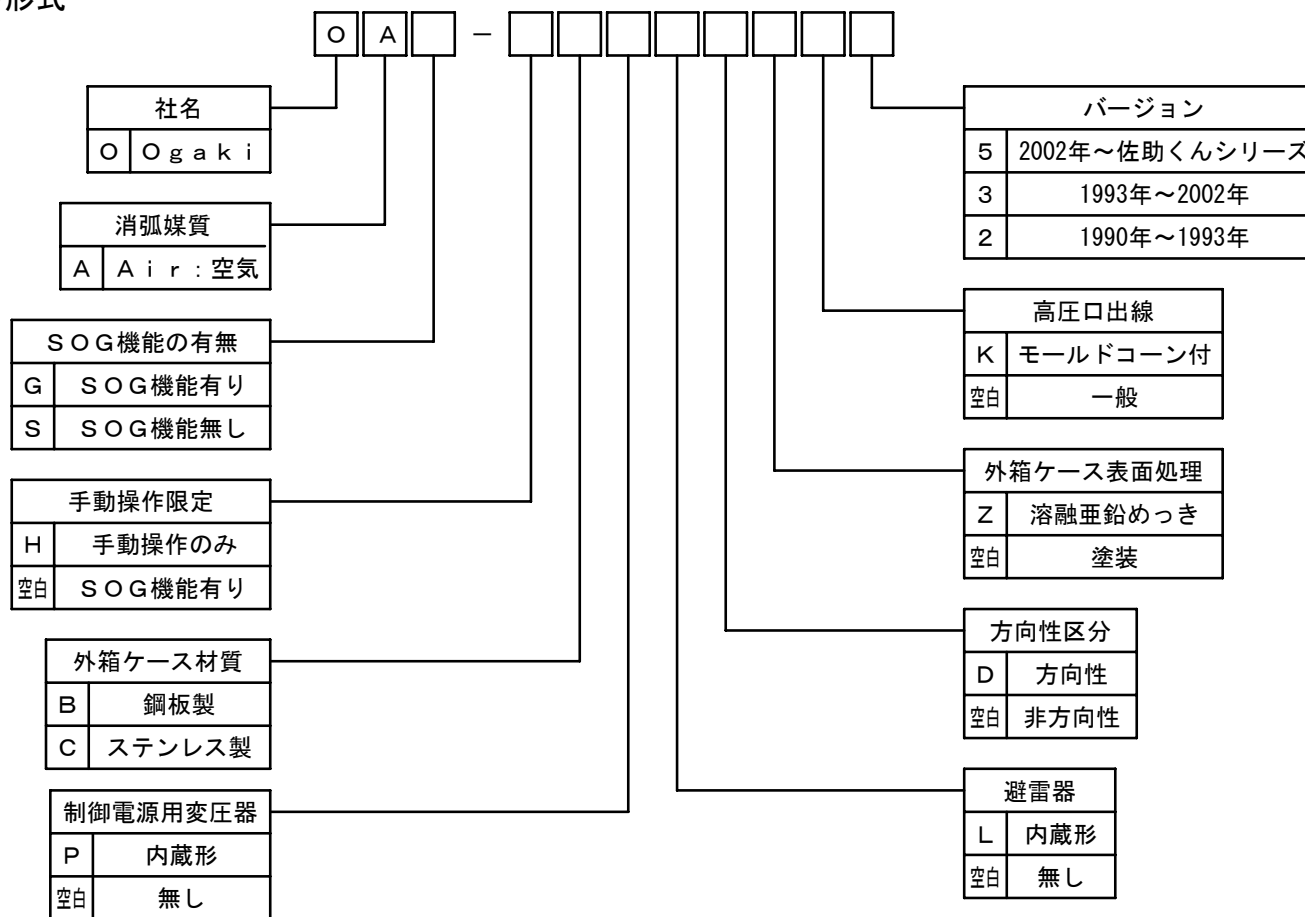 形式
ＯＡ －
社名
Ｏ Ｏｇａｋｉ
消弧媒質
Ａ Ａｉｒ：空気
ＳＯＧ機能の有無
Ｇ ＳＯＧ機能有り
Ｓ ＳＯＧ機能無し
手動操作限定
Ｈ 手動操作のみ
空白 ＳＯＧ機能有り
外箱ケース材質
Ｂ 鋼板製
Ｃ ステンレス製
制御電源用変圧器
Ｐ 内蔵形
空白 無し
バージョン
５ 2002年～佐助くんシリーズ
３ 1993年～2002年
２ 1990年～1993年
高圧口出線
Ｋ モールドコーン付
空白 一般
外箱ケース表面処理
Ｚ 溶融亜鉛めっき
空白 塗装
方向性区分
Ｄ 方向性
空白 非方向性
避雷器
Ｌ 内蔵形
空白 無し